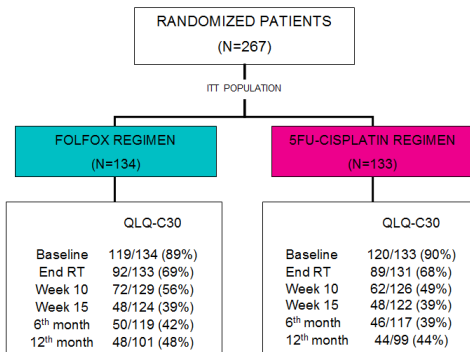 RANDOMIZED PATIENTS
(N=267)
ITT POPULATION
FOLFOX REGIMEN
(N=134)
5FU-CISPLATIN REGIMEN
(N=133)
QLQ-C30
Baseline 119/134 (89%)
End RT 92/133 (69%)
Week 10 72/129 (56%)
Week 15 48/124 (39%)
6th month 50/119 (42%)
12th month 48/101 (48%)
QLQ-C30
Baseline 120/133 (90%)
End RT 89/131 (68%)
Week 10 62/126 (49%)
Week 15 48/122 (39%)
6th month 46/117 (39%)
12th month 44/99 (44%)